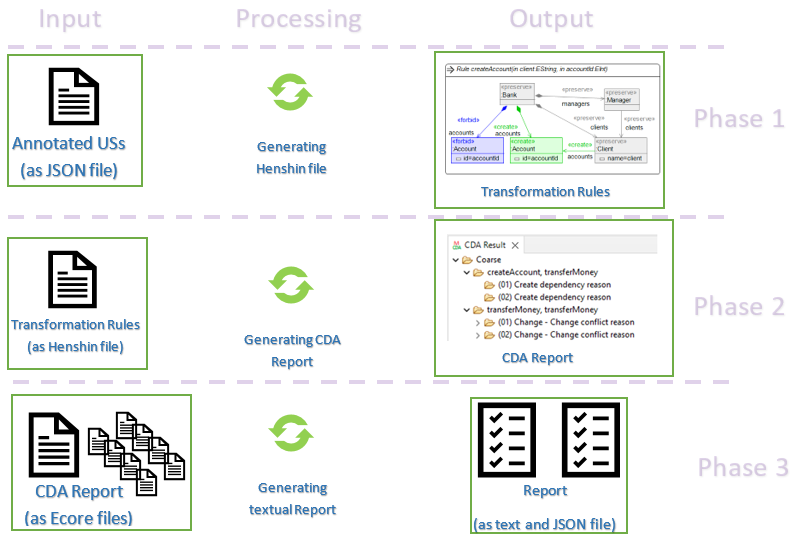 Input
Processing
Output
Phase 1
Annotated USs
(as JSON file)
Generating
Henshin file
Rule createAccount(in client:EString, in accountId:EInt)
«preserve»
Bank
«preserve»
managers
«preserve»
Manager
«forbid»
accounts
«create»
accounts
«preserve»
clients
«preserve»
clients
«forbid»
Account
id=accountId
«create»
Account
id=accountId
«create»
accounts
«preserve»
Client
name=client
Transformation Rules
Phase 2
Transformation Rules
(as Henshin file)
Generating CDA
Report
CDA Result
Coarse
createAccount, transferMoney
(01) Create dependency reason
(02) Create dependency reason
transferMoney, transferMoney
(01) Change - Change conflict reason
(02) Change - Change conflict reason
CDA Report
Phase 3
CDA Report
(as Ecore files)
Generating
textual Report
Report
(as text and JSON file)